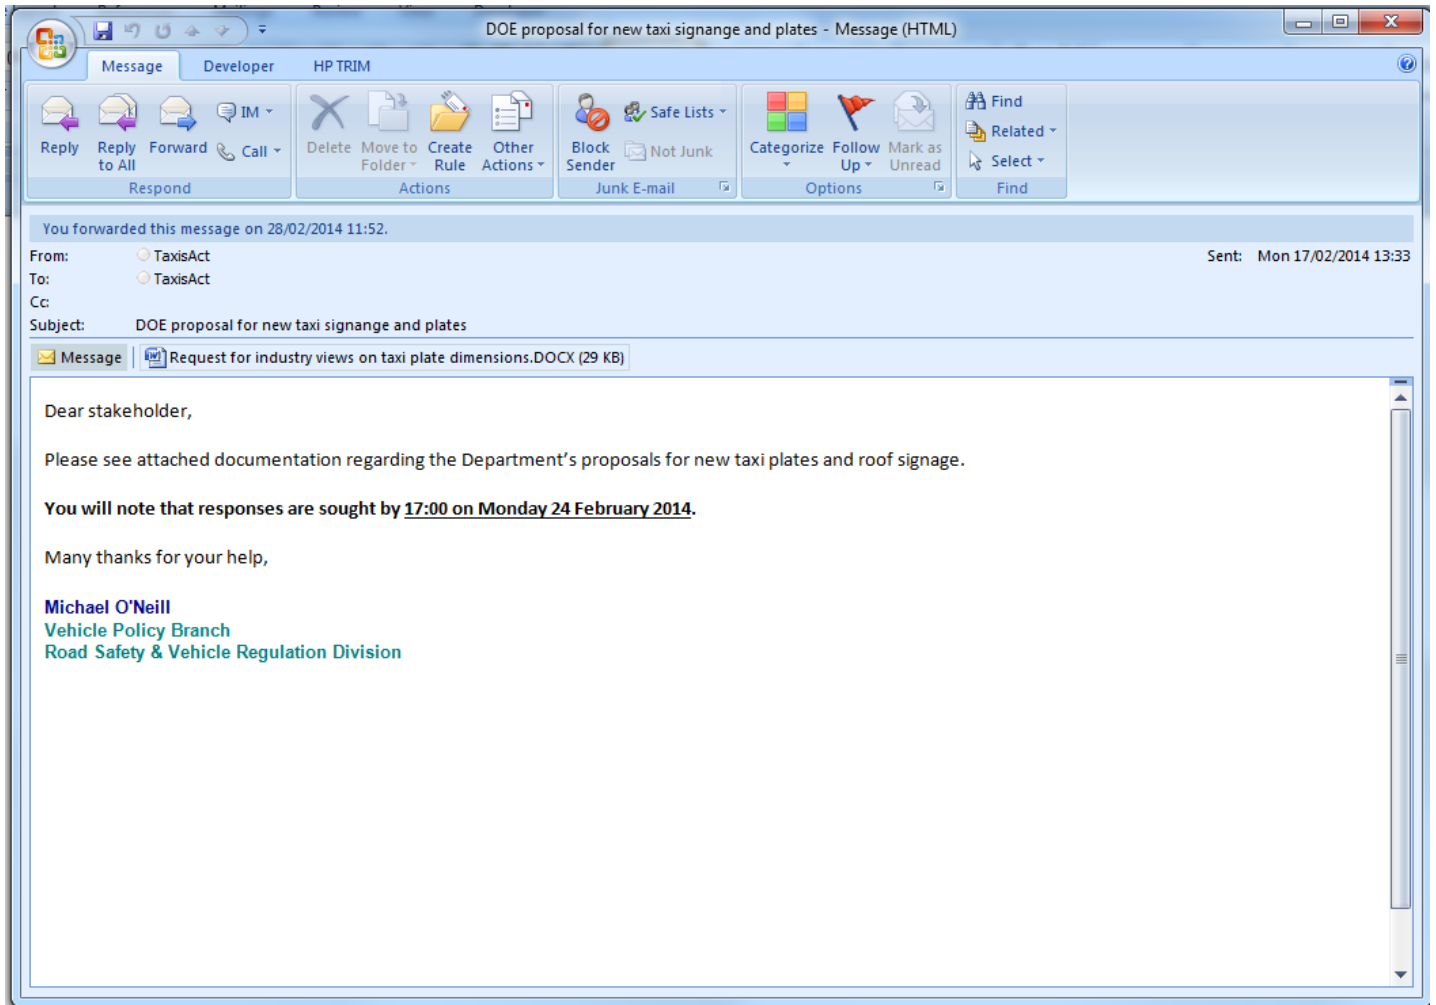 DOE proposal for new taxi signange and plates - Message (HTML)
Message Developer HP TRIM
Reply
Reply to All
Forward
IM
Call
Respond
Delete
Move to Folder
Create Rule
Other Actions
Actions
Block Sender
Safe Lists
Not Junk
Junk E-mail
Categorize
Follow Up
Mark as Unread
Options
Find
Related
Select
Find
You forwarded this message on 28/02/2014 11:52.
From: TaxisAct Sent: Mon 17/02/2014 13:33
To: TaxisAct
Cc:
Subject: DOE proposal for new taxi signange and plates
Message Request for industry views on taxi plate dimensions.DOCX (29 KB)
Dear stakeholder,
Please see attached documentation regarding the Department's proposals for new taxi plates and roof signage.
You will note that responses are sought by 17:00 on Monday 24 February 2014.
Many thanks for your help,
Michael O'Neill
Vehicle Policy Branch
Road Safety & Vehicle Regulation Division